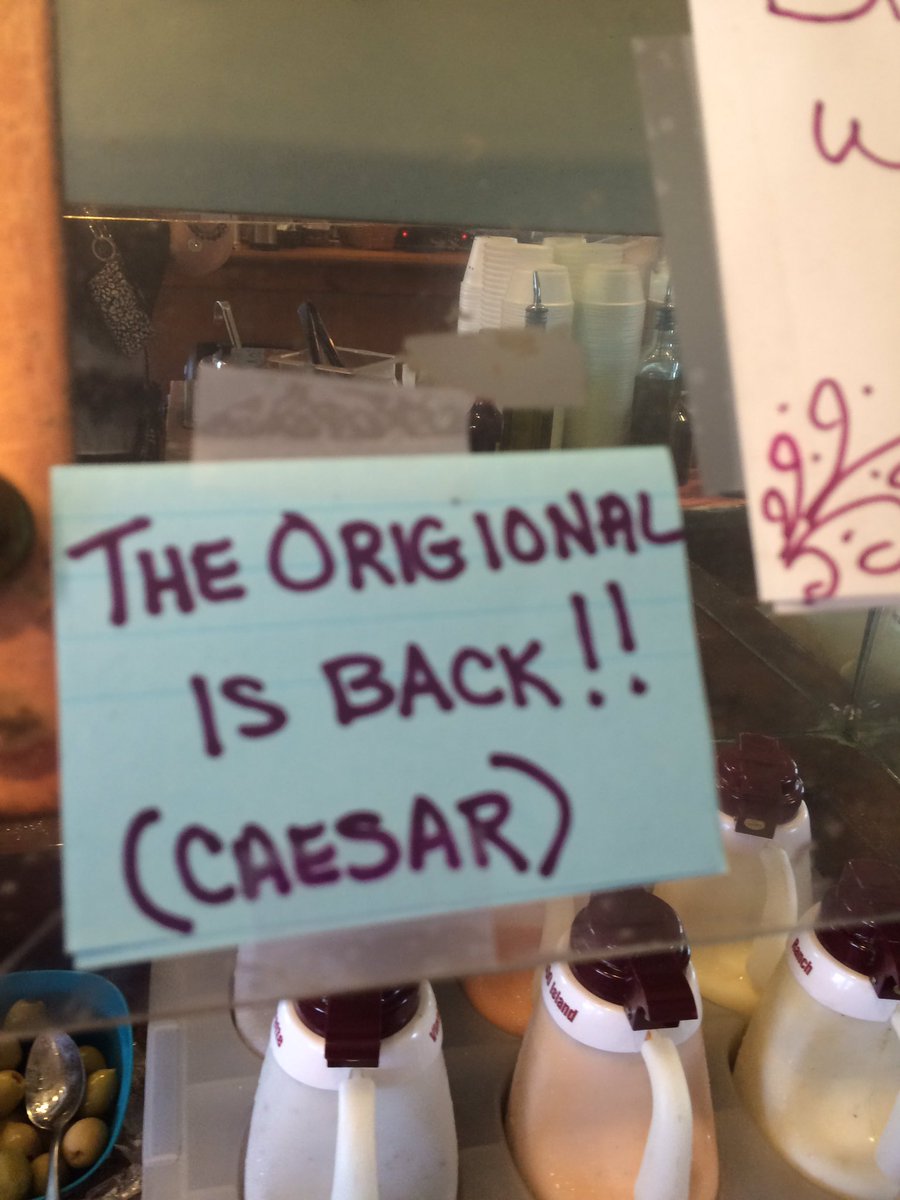 THE ORIGIONAL
IS BACK!!
(CAESAR)
Island
Ranch